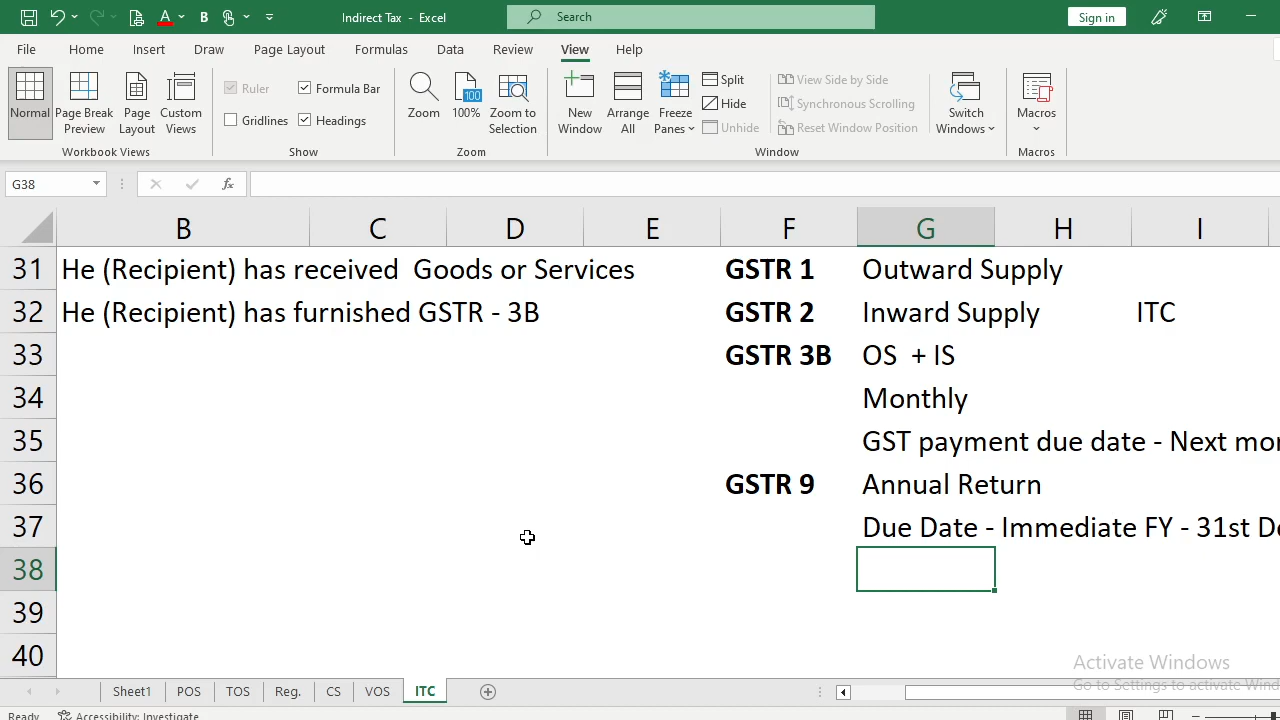 Indirect Tax - Excel
Search
Sign in
File Home Insert Draw Page Layout Formulas Data Review View Help
Normal
Page Break Preview
Page Layout
Custom Views
Workbook Views
Ruler
Formula Bar
Gridlines
Headings
Show
Zoom
100
100%
Zoom to Selection
Zoom
New Window
Arrange All
Freeze Panes
Split
Hide
Unhide
View Side by Side
Synchronous Scrolling
Reset Window Position
Window
Switch Windows
Macros
Macros
G38
fx
B C D E F G H I
31 He (Recipient) has received Goods or Services GSTR 1 Outward Supply
32 He (Recipient) has furnished GSTR - 3B GSTR 2 Inward Supply ITC
33 GSTR 3B OS + IS
34 Monthly
35 GST payment due date - Next
36 GSTR 9 Annual Return
37 Due Date - Immediate FY - 31st
38
39
40
Activate Windows
Go to Settings to activate
Sheet1 POS TOS Reg. CS VOS ITC
Ready Accessibility: Investigate